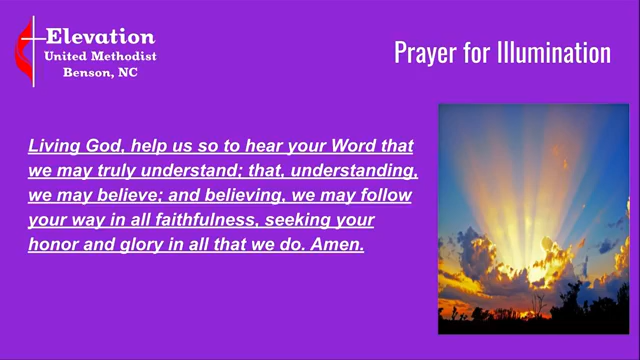 Elevation
United Methodist
Benson, NC
Prayer for Illumination
Living God, help us so to hear your Word that
we may truly understand; that, understanding,
we may believe; and believing, we may follow
your way in all faithfulness, seeking your
honor and glory in all that we do. Amen.